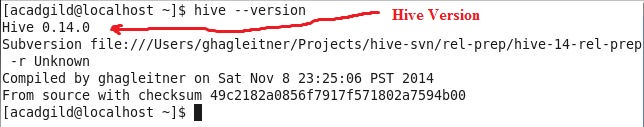 [acadgild@localhost ~]$ hive --version
Hive Version
Hive 0.14.0
Subversion file:///Users/ghagleitner/Projects/hive-svn/rel-prep/hive-14-rel-prep
-r Unknown
Compiled by ghagleitner on Sat Nov 8 23:25:06 PST 2014
From source with checksum 49c2182a0856f7917f571802a7594b00
[acadgild@localhost ~]$